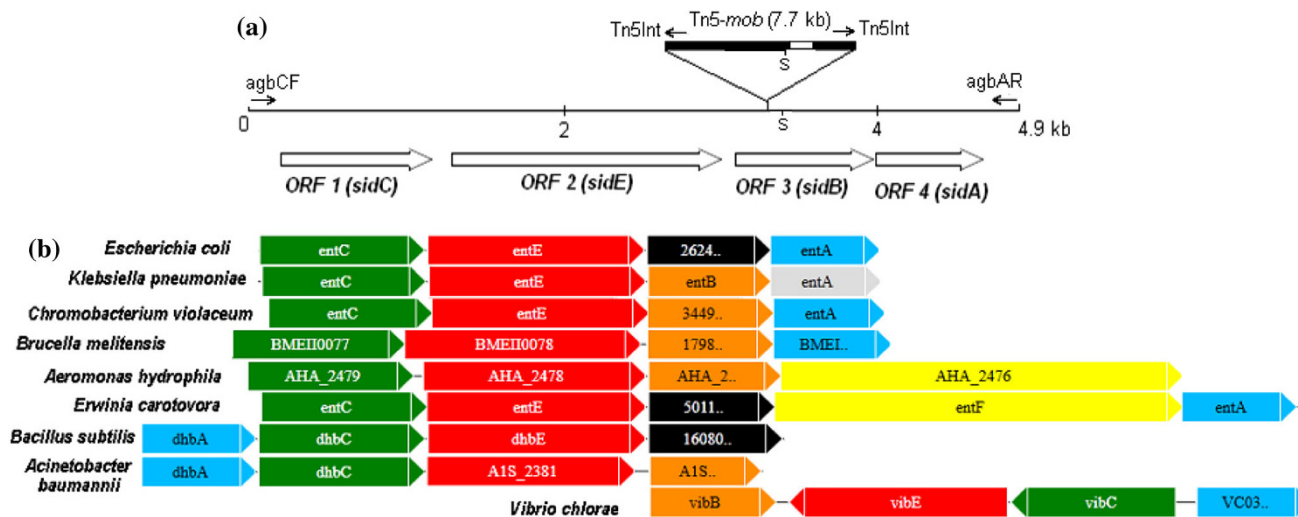 (a)
Tn5Int Tn5-mob (7.7 kb) Tn5Int
S
agbCF agbAR
0 2 S 4 4.9 kb
ORF 1 (sidC) ORF 2 (sidE) ORF 3 (sidB) ORF 4 (sidA)
(b)
Escherichia coli entC entE 2624.. entA
Klebsiella pneumoniae entC entE entB entA
Chromobacterium violaceum entC entE 3449.. entA
Brucella melitensis BMEII0077 BMEII0078 1798.. BMEI..
Aeromonas hydrophila AHA_2479 AHA_2478 AHA_2.. AHA_2476
Erwinia carotovora entC entE 5011.. entF entA
Bacillus subtilis dhbA dhbC dhbE 16080..
Acinetobacter baumannii dhbA dhbC A1S_2381 A1S..
Vibrio chlorae vibB vibE vibC VC03..